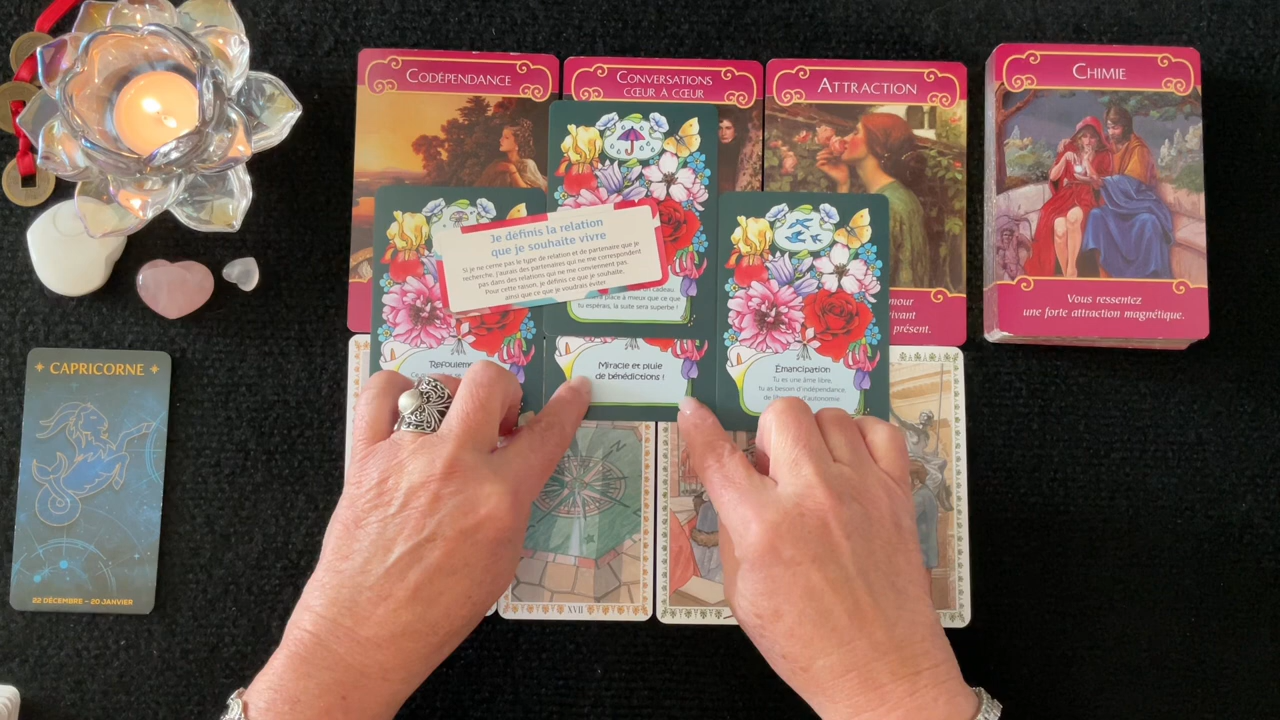 CODÉPENDANCE
CONVERSATIONS
CŒUR À CŒUR
ATTRACTION
CHIMIE
Vous ressentez
une forte attraction magnétique.
Je définis la relation
que je souhaite vivre
Si je ne cerne pas le type de relation et de partenaire que je
recherche, j'aurais des partenaires qui ne me correspondent
pas dans des relations qui ne me conviennent pas.
Pour cette raison, je définis ce que je souhaite,
ainsi que ce que je voudrais éviter.
un cadeau
place à mieux que ce que
tu espérais, la suite sera superbe !
présent.
Miracle et pluie
de bénédictions !
Émancipation
Tu es une âme libre,
Tu as besoin d'indépendance,
d'autonomie
CAPRICORNE
22 DÉCEMBRE – 20 JANVIER
XVII